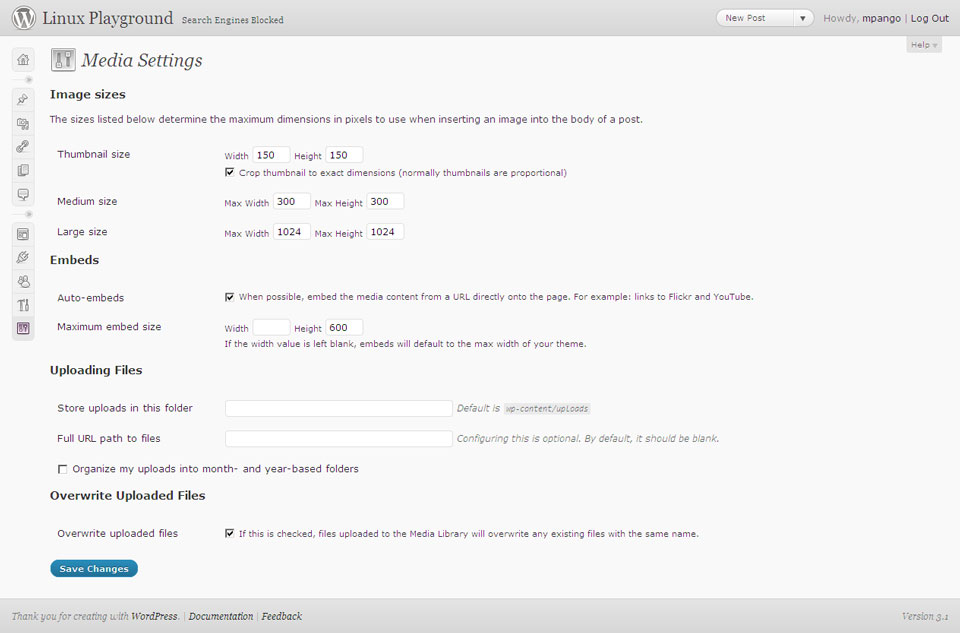 Linux Playground Search Engines Blocked New Post Howdy, mpango | Log Out
Help
Media Settings
Image sizes
The sizes listed below determine the maximum dimensions in pixels to use when inserting an image into the body of a post.
Thumbnail size Width 150 Height 150
Crop thumbnail to exact dimensions (normally thumbnails are proportional)
Medium size Max Width 300 Max Height 300
Large size Max Width 1024 Max Height 1024
Embeds
Auto-embeds When possible, embed the media content from a URL directly onto the page. For example: links to Flickr and YouTube.
Maximum embed size Width Height 600
If the width value is left blank, embeds will default to the max width of your theme.
Uploading Files
Store uploads in this folder Default is wp-content/uploads
Full URL path to files Configuring this is optional. By default, it should be blank.
Organize my uploads into month- and year-based folders
Overwrite Uploaded Files
Overwrite uploaded files If this is checked, files uploaded to the Media Library will overwrite any existing files with the same name.
Save Changes
Thank you for creating with WordPress. | Documentation | Feedback Version 3.1